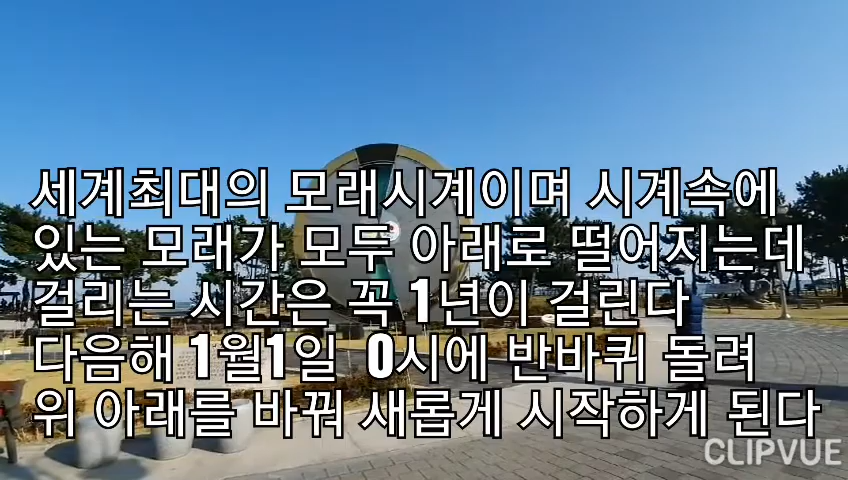 세계최대의 모래시계이며 시계속에
있는 모래가 모두 아래로 떨어지는데
걸리는 시간은 꼭 1년이 걸린다
다음해 1월1일 0시에 반바퀴 돌려
위 아래를 바꿔 새롭게 시작하게 된다
CLIPVUE